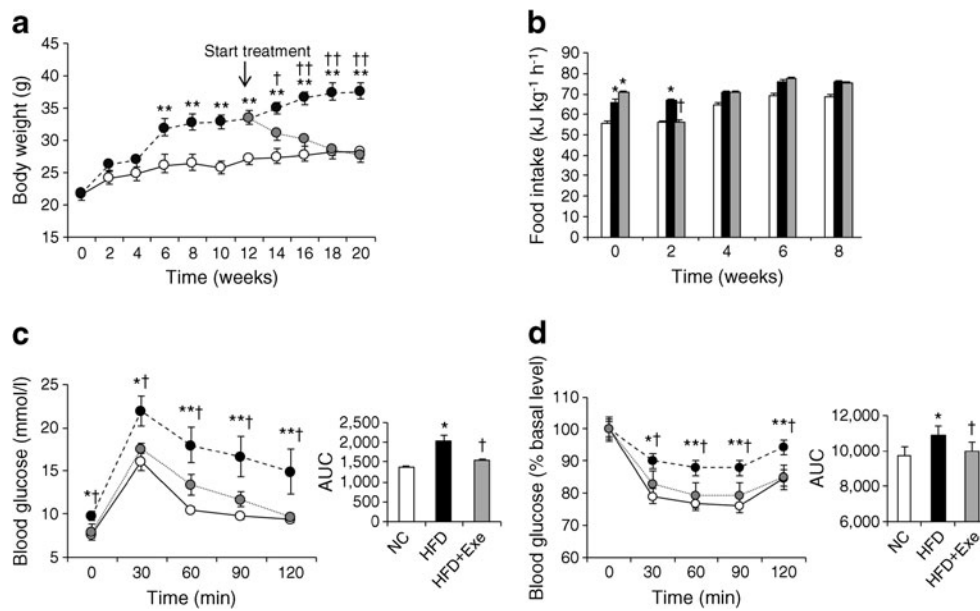 a
Start treatment
Body weight (g)
45
40
35
30
25
20
15
** ** ** ** † ** †† ** †† ** †† **
0 2 4 6 8 10 12 14 16 18 20
Time (weeks)
b
Food intake (kJ kg⁻¹ h⁻¹)
90
80
70
60
50
40
30
20
10
0
* * * †
0 2 4 6 8
Time (weeks)
c
Blood glucose (mmol/l)
25
20
15
10
5
*† *† **† **† **†
0 30 60 90 120
Time (min)
AUC
2,500
2,000
1,500
1,000
500
0
* †
NC HFD HFD+Exe
d
Blood glucose (% basal level)
120
100
90
80
70
60
*† **† **† **†
0 30 60 90 120
Time (min)
AUC
12,000
10,000
8,000
6,000
* †
NC HFD HFD+Exe